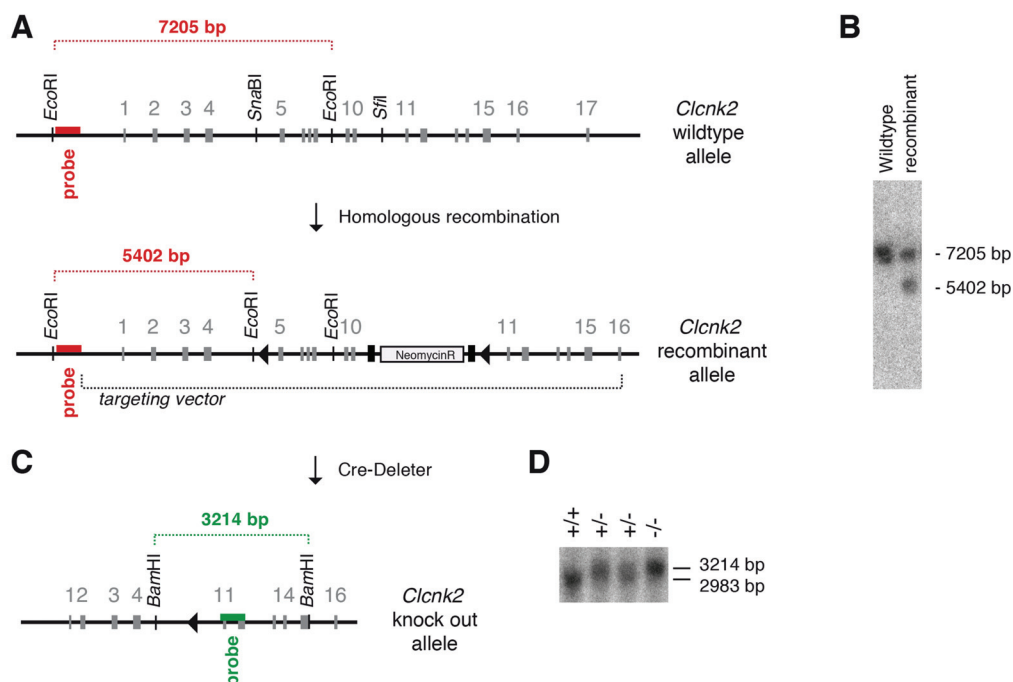 A
7205 bp
EcoRI
1 2 3 4
SnaBI
5
EcoRI
10
SfiI
11 15 16 17
probe
Clcnk2
wildtype
allele
Homologous recombination
5402 bp
EcoRI
1 2 3 4
EcoRI
5
EcoRI
10
NeomycinR
11 15 16
probe
targeting vector
Clcnk2
recombinant
allele
B
Wildtype
recombinant
- 7205 bp
- 5402 bp
C
Cre-Deleter
3214 bp
12 3 4
BamHI
11 14
BamHI
16
probe
Clcnk2
knock out
allele
D
+/+
+/-
+/-
-/-
3214 bp
2983 bp